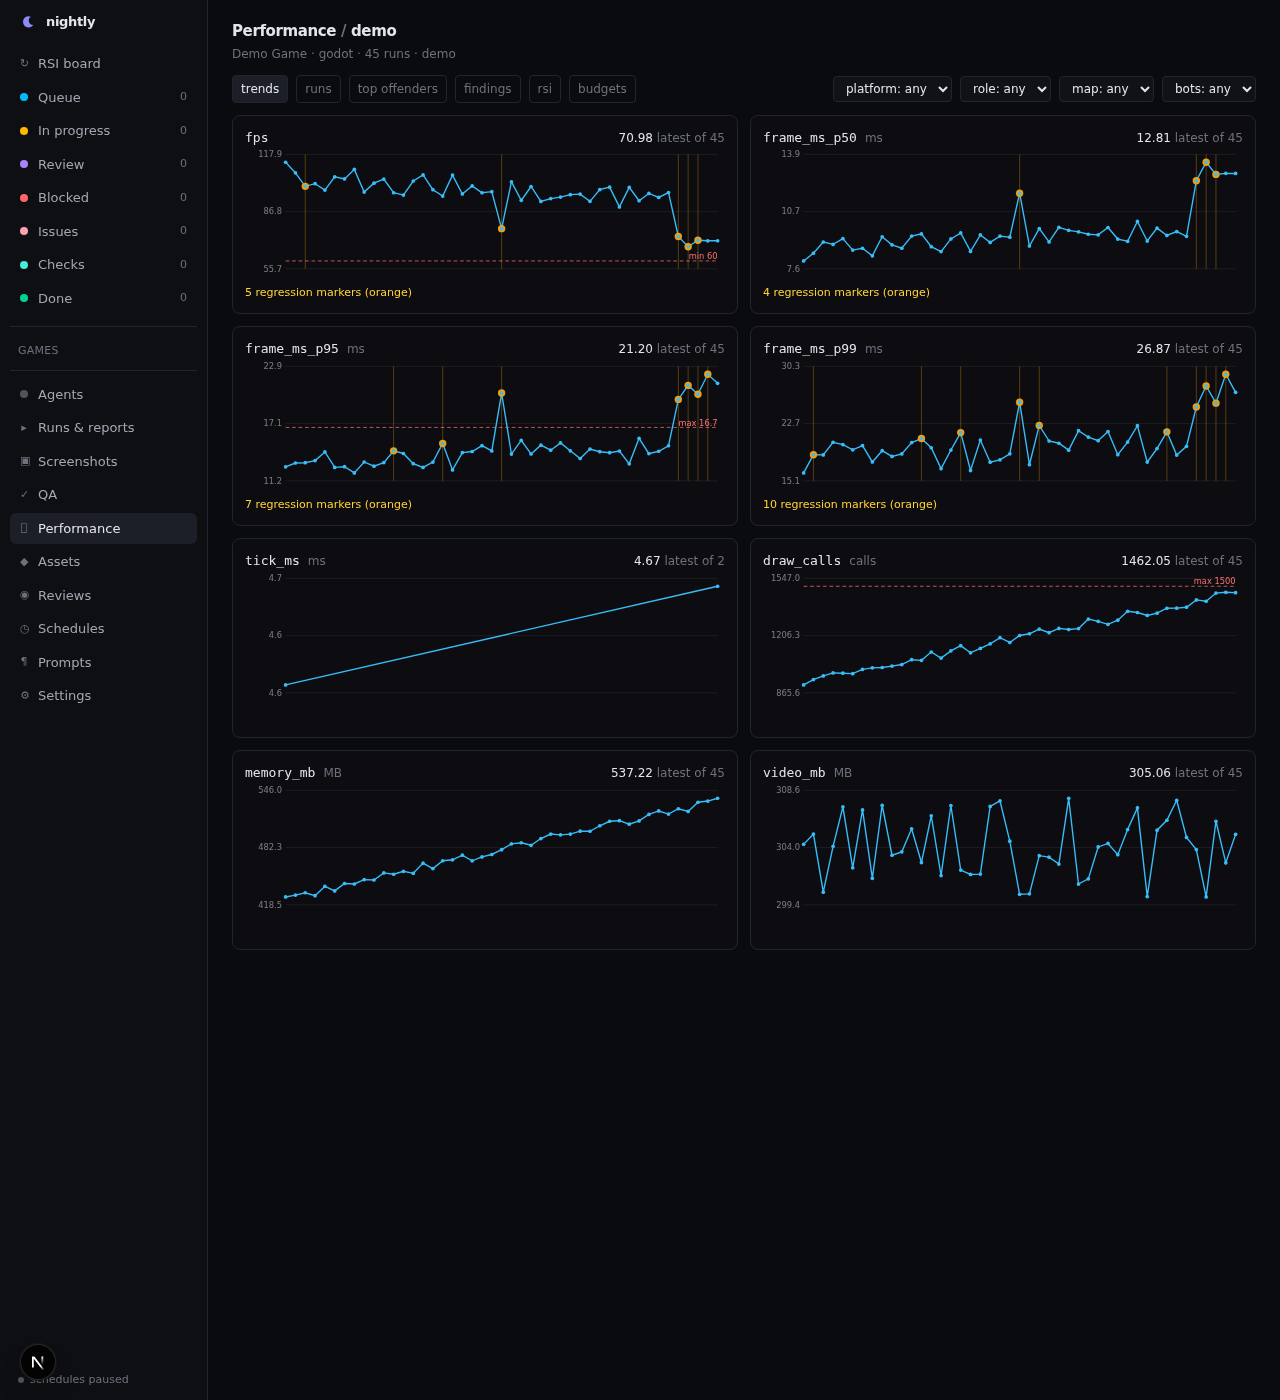 nightly
RSI board
Queue 0
In progress 0
Review 0
Blocked 0
Issues 0
Checks 0
Done 0
GAMES
Agents
Runs & reports
Screenshots
QA
Performance
Assets
Reviews
Schedules
Prompts
Settings
schedules paused
Performance / demo
Demo Game · godot · 45 runs · demo
trends runs top offenders findings rsi budgets
platform: any role: any map: any bots: any
fps 70.98 latest of 45
117.9
86.8
min 60
55.7
5 regression markers (orange)
frame_ms_p50 ms 12.81 latest of 45
13.9
10.7
7.6
4 regression markers (orange)
frame_ms_p95 ms 21.20 latest of 45
22.9
17.1
max 16.7
11.2
7 regression markers (orange)
frame_ms_p99 ms 26.87 latest of 45
30.3
22.7
15.1
10 regression markers (orange)
tick_ms ms 4.67 latest of 2
4.7
4.6
4.6
draw_calls calls 1462.05 latest of 45
1547.0
max 1500
1206.3
865.6
memory_mb MB 537.22 latest of 45
546.0
482.3
418.5
video_mb MB 305.06 latest of 45
308.6
304.0
299.4